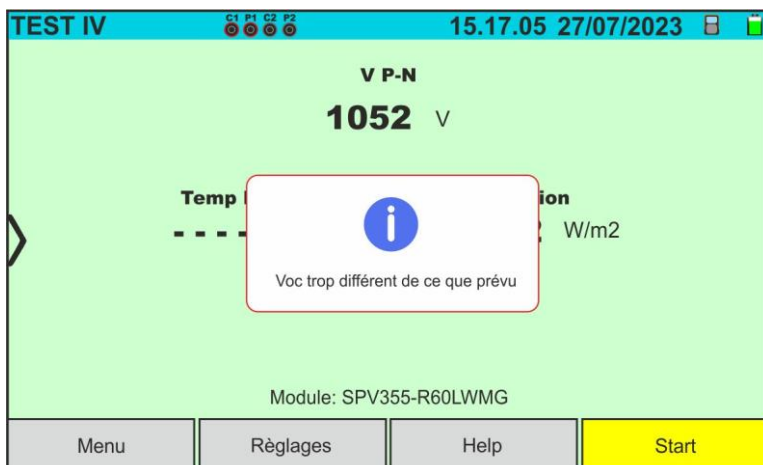 TEST IV C1 P1 C2 P2 15.17.05 27/07/2023
V P-N
1052 V
Temp ion
- - - - W/m2
Voc trop différent de ce que prévu
Module: SPV355-R60LWMG
Menu Règlages Help Start